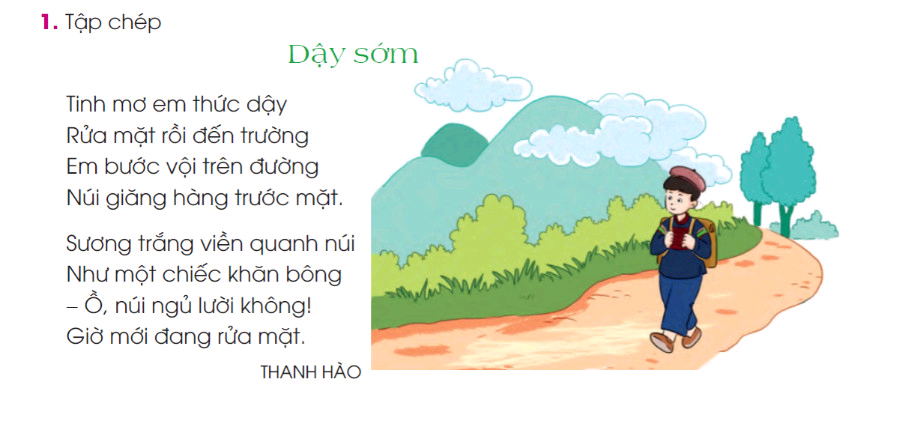 1. Tập chép
Dậy sớm
Tinh mơ em thức dậy
Rửa mặt rồi đến trường
Em bước vội trên đường
Núi giăng hàng trước mặt.
Sương trắng viền quanh núi
Như một chiếc khăn bông
– Ồ, núi ngủ lười không!
Giờ mới đang rửa mặt.
THANH HÀO